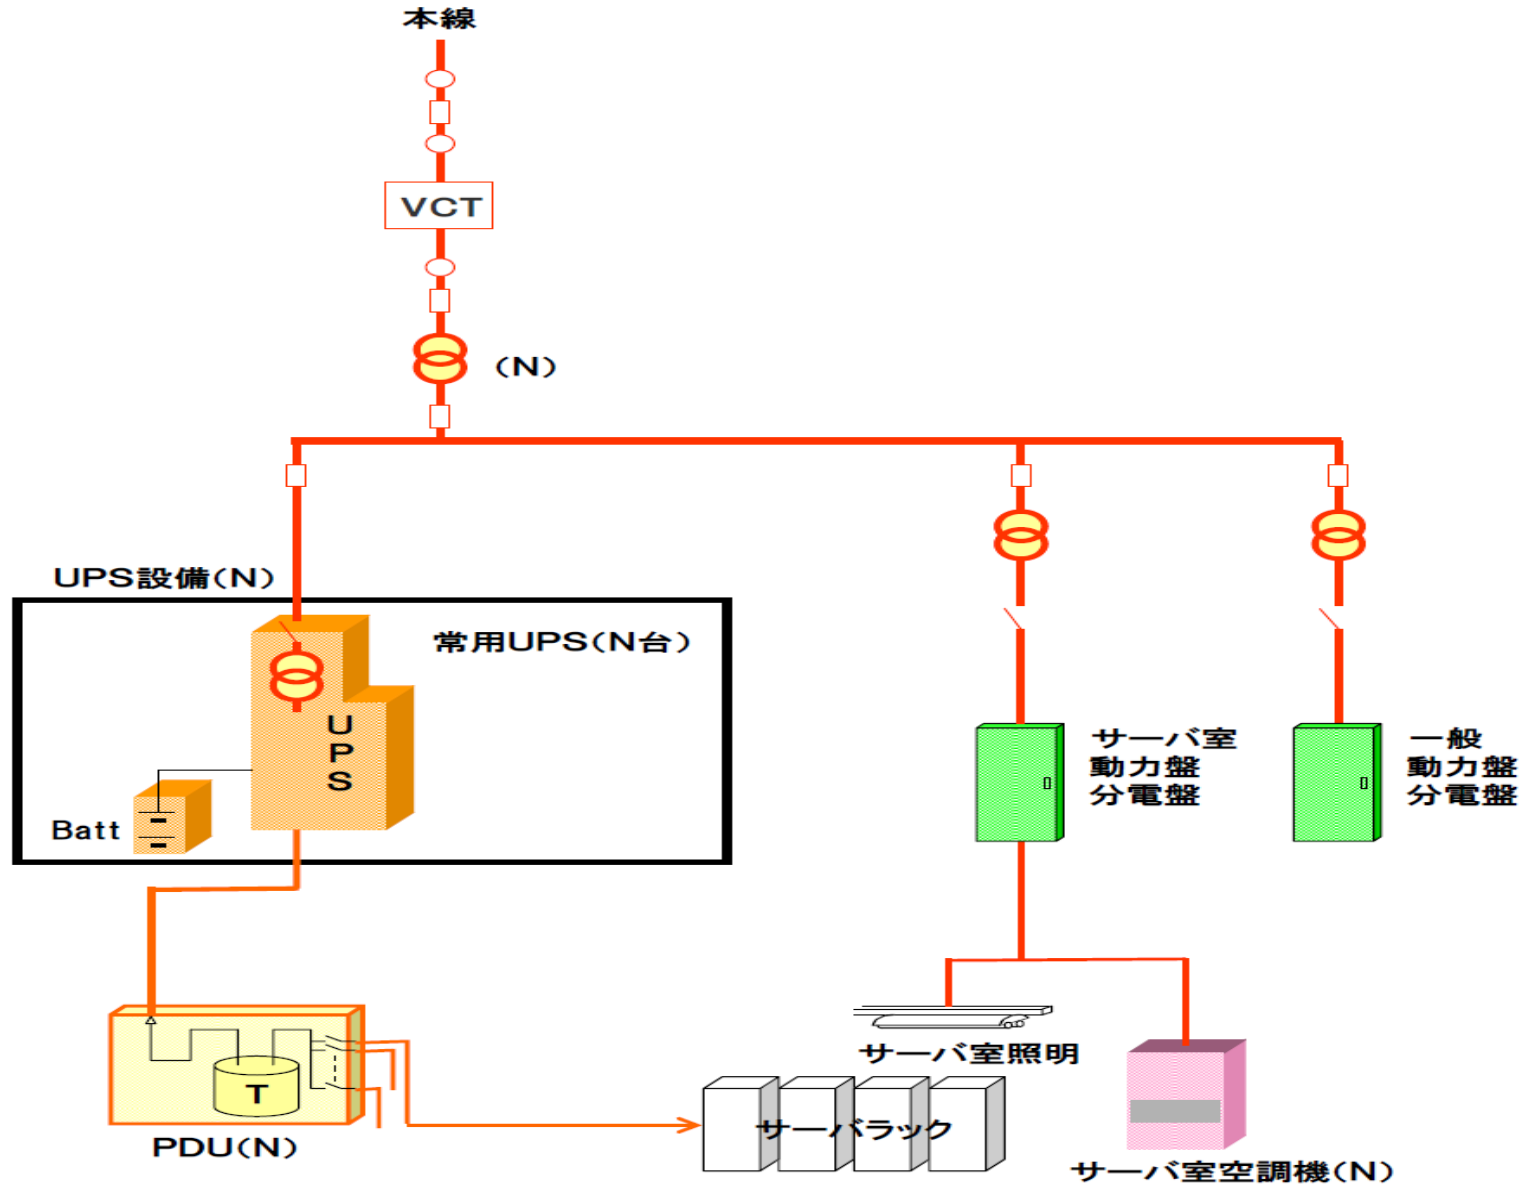 本線
VCT
(N)
UPS設備(N)
常用UPS(N台)
U
P
S
Batt
サーバ室
動力盤
分電盤
一般
動力盤
分電盤
サーバ室照明
T
サーバラック
PDU(N)
サーバ室空調機(N)